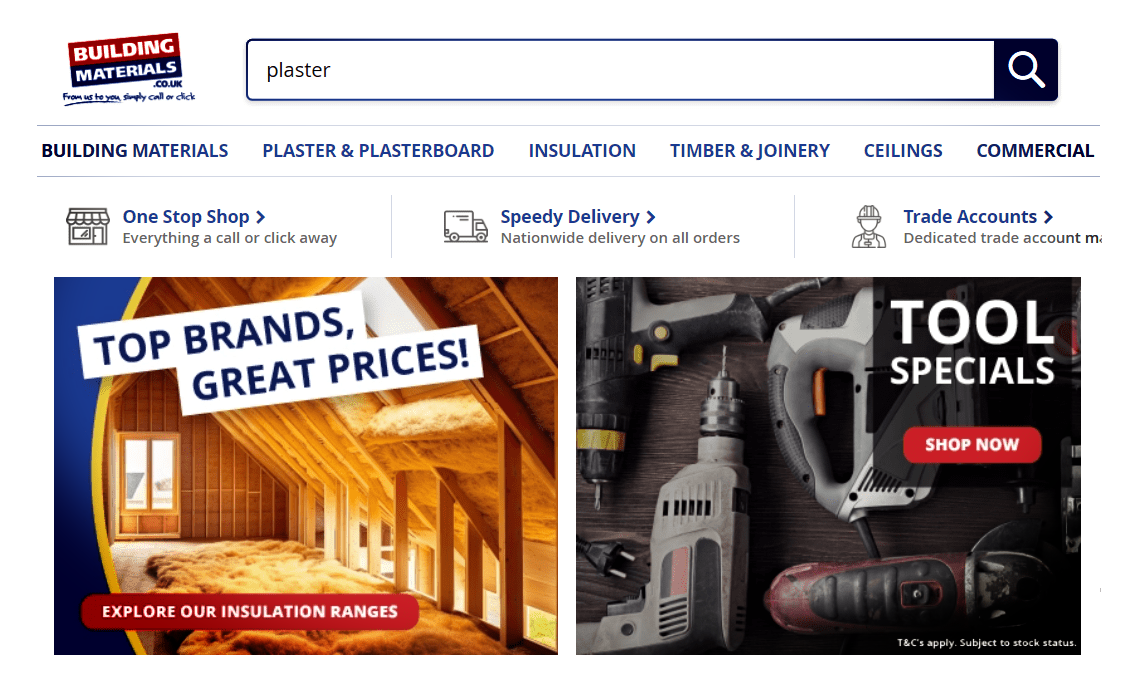 BUILDING
MATERIALS
.CO.UK
From us to you, simply call or click
plaster
BUILDING MATERIALS PLASTER & PLASTERBOARD INSULATION TIMBER & JOINERY CEILINGS COMMERCIAL
One Stop Shop
Everything a call or click away
Speedy Delivery
Nationwide delivery on all orders
Trade Accounts
Dedicated trade account ma
TOP BRANDS,
GREAT PRICES!
EXPLORE OUR INSULATION RANGES
TOOL
SPECIALS
SHOP NOW
T&C's apply. Subject to stock status.